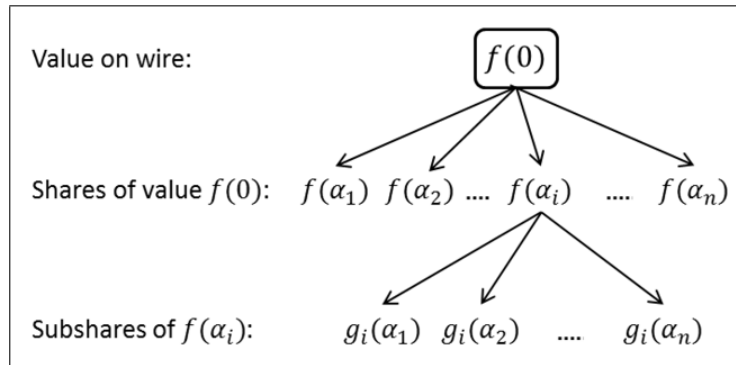 Value on wire: f(0)
Shares of value f(0): f(α₁) f(α₂) .... f(αᵢ) ..... f(αₙ)
Subshares of f(αᵢ): gᵢ(α₁) gᵢ(α₂) ..... gᵢ(αₙ)